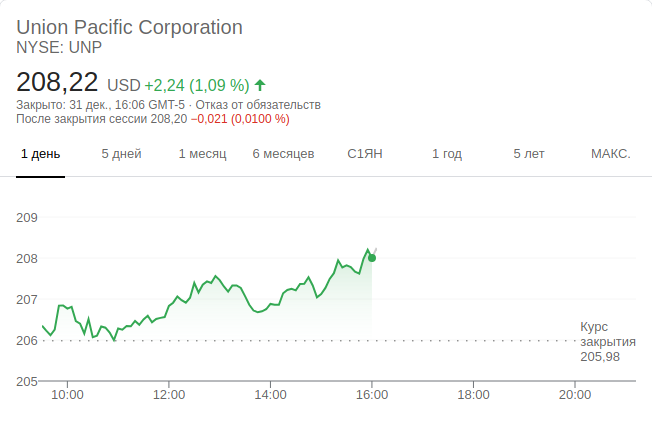 Union Pacific Corporation
NYSE: UNP
208,22 USD +2,24 (1,09 %)
Закрыто: 31 дек., 16:06 GMT-5 · Отказ от обязательств
После закрытия сессии 208,20 −0,021 (0,0100 %)
1 день 5 дней 1 месяц 6 месяцев С1ЯН 1 год 5 лет МАКС.
209
208
207
206
205
Курс
закрытия
205,98
10:00 12:00 14:00 16:00 18:00 20:00